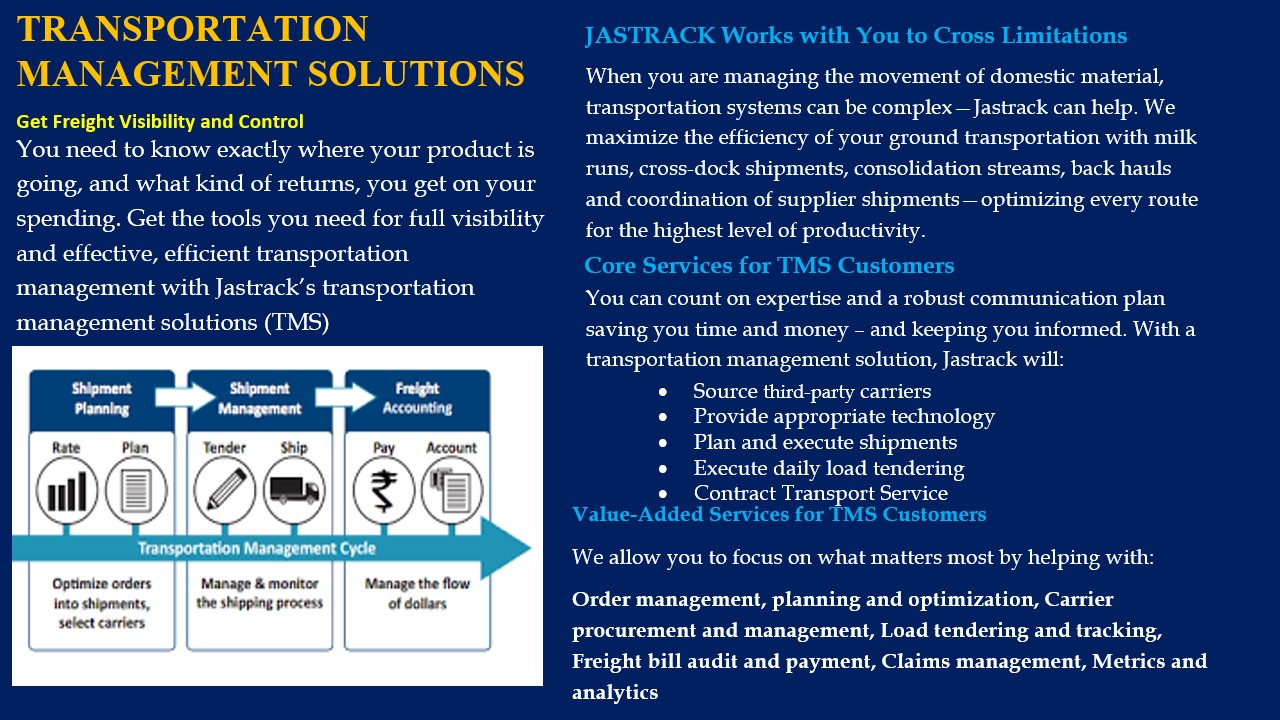 TRANSPORTATION
MANAGEMENT SOLUTIONS
Get Freight Visibility and Control
You need to know exactly where your product is
going, and what kind of returns, you get on your
spending. Get the tools you need for full visibility
and effective, efficient transportation
management with Jastrack’s transportation
management solutions (TMS)
Shipment
Planning
Shipment
Management
Freight
Accounting
Rate Plan
Tender Ship
Pay Account
₹
Transportation Management Cycle
Optimize orders
into shipments,
select carriers
Manage & monitor
the shipping process
Manage the flow
of dollars
JASTRACK Works with You to Cross Limitations
When you are managing the movement of domestic material,
transportation systems can be complex—Jastrack can help. We
maximize the efficiency of your ground transportation with milk
runs, cross-dock shipments, consolidation streams, back hauls
and coordination of supplier shipments—optimizing every route
for the highest level of productivity.
Core Services for TMS Customers
You can count on expertise and a robust communication plan
saving you time and money – and keeping you informed. With a
transportation management solution, Jastrack will:
• Source third-party carriers
• Provide appropriate technology
• Plan and execute shipments
• Execute daily load tendering
• Contract Transport Service
Value-Added Services for TMS Customers
We allow you to focus on what matters most by helping with:
Order management, planning and optimization, Carrier
procurement and management, Load tendering and tracking,
Freight bill audit and payment, Claims management, Metrics and
analytics